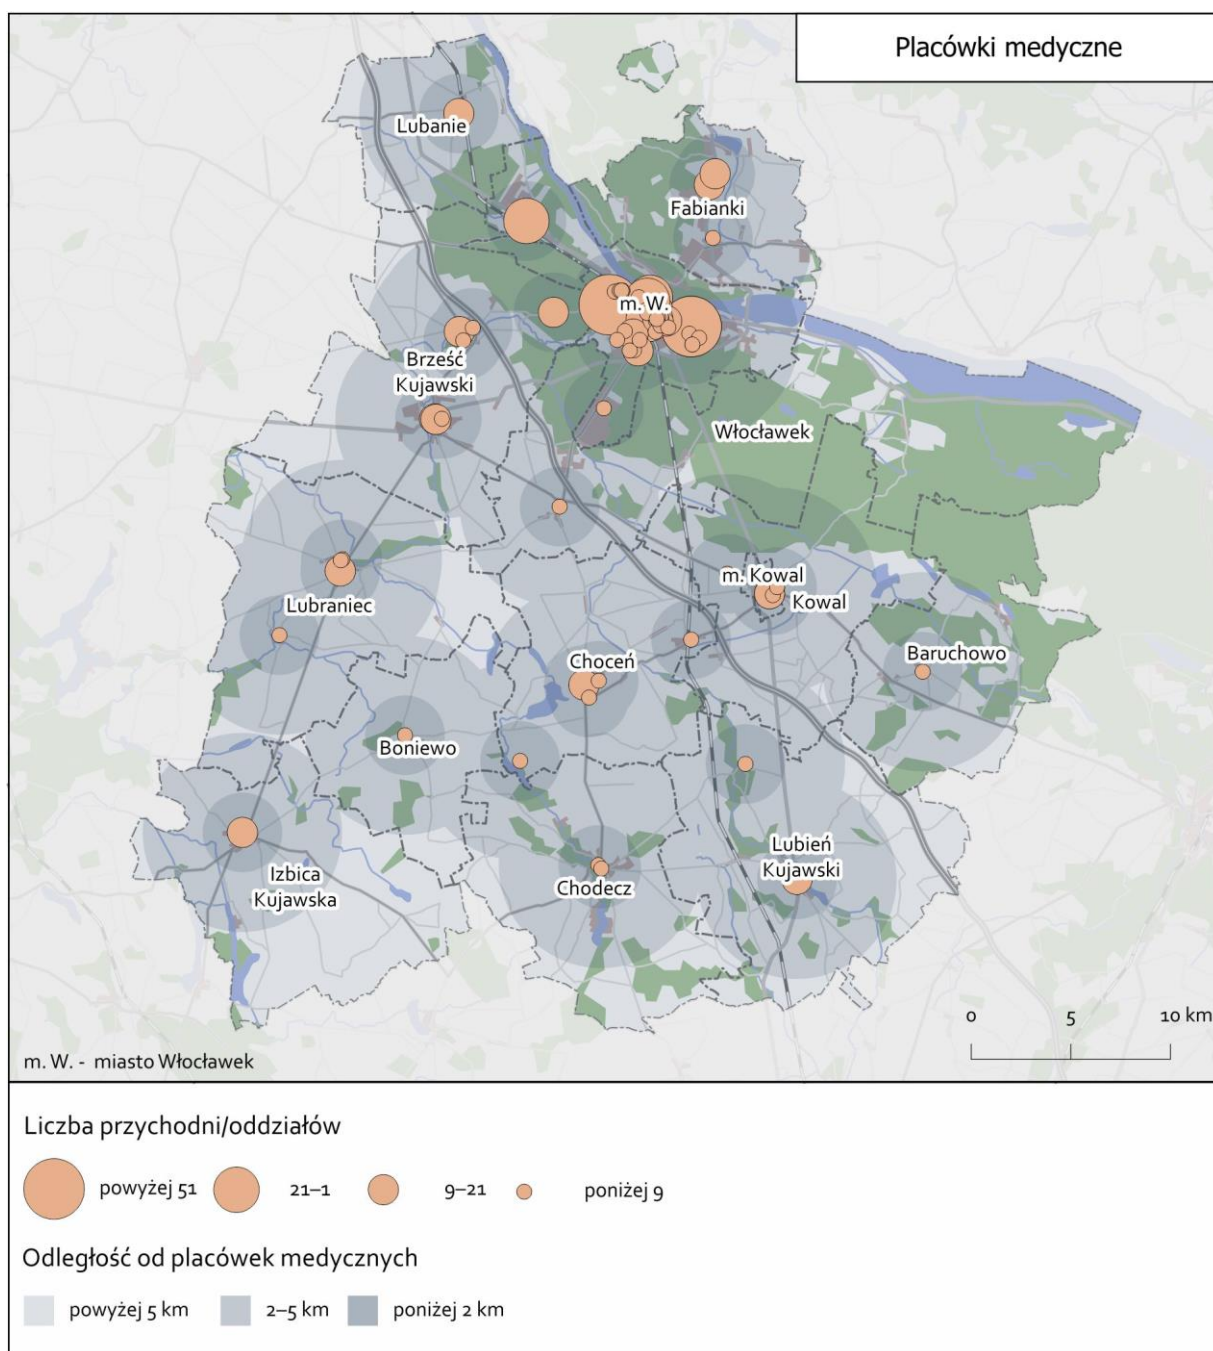 Placówki medyczne
Lubanie
Fabianki
m. W.
Brześć
Kujawski
Włocławek
m. Kowal
Kowal
Lubraniec
Choceń
Baruchowo
Boniewo
Lubień
Kujawski
Izbica
Kujawska
Chodecz
0 5 10 km
m. W. - miasto Włocławek
Liczba przychodni/oddziałów
powyżej 51 21–1 9–21 poniżej 9
Odległość od placówek medycznych
powyżej 5 km 2–5 km poniżej 2 km